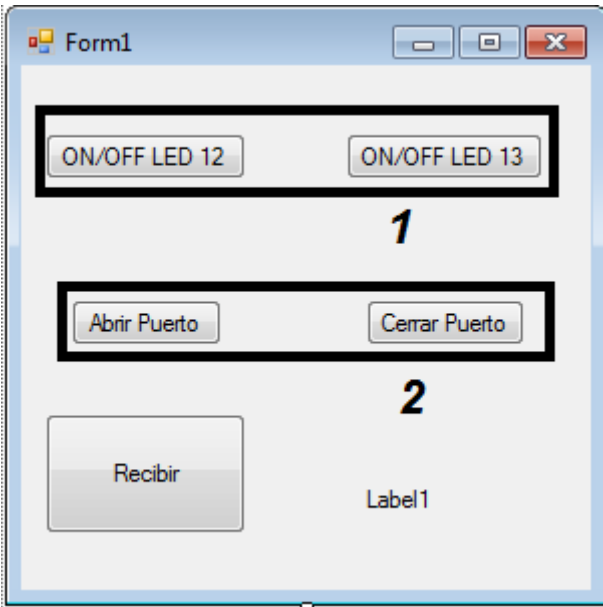 Form1
ON/OFF LED 12 ON/OFF LED 13
1
Abrir Puerto Cerrar Puerto
2
Recibir
Label1